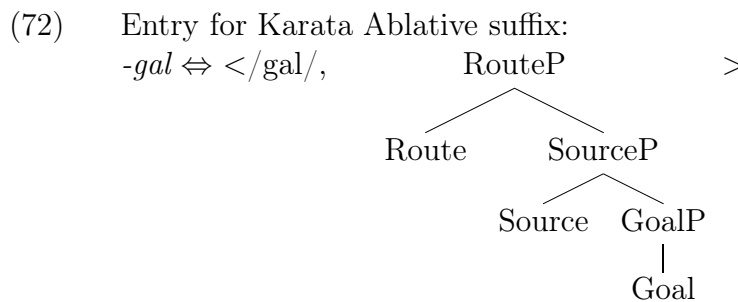 (72) Entry for Karata Ablative suffix:
-gal ⇔ </gal/, RouteP >
Route SourceP
Source GoalP
Goal